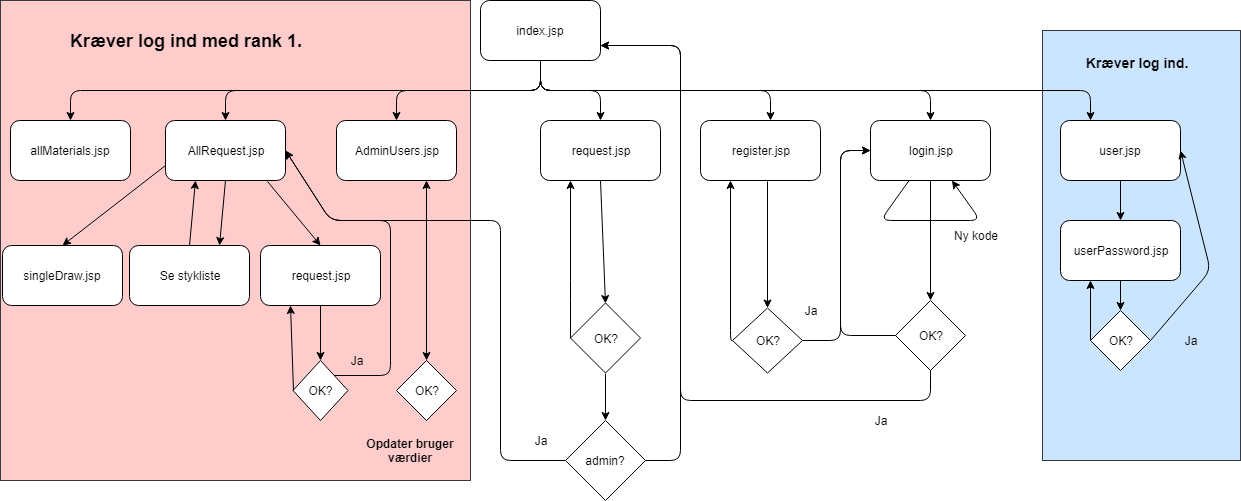 index.jsp
Kræver log ind med rank 1.
Kræver log ind.
allMaterials.jsp
AllRequest.jsp
AdminUsers.jsp
request.jsp
register.jsp
login.jsp
user.jsp
Ny kode
singleDraw.jsp
Se stykliste
request.jsp
userPassword.jsp
Ja
OK?
OK?
OK?
OK?
Ja
Ja
OK?
OK?
Ja
Opdater bruger
værdier
Ja
admin?